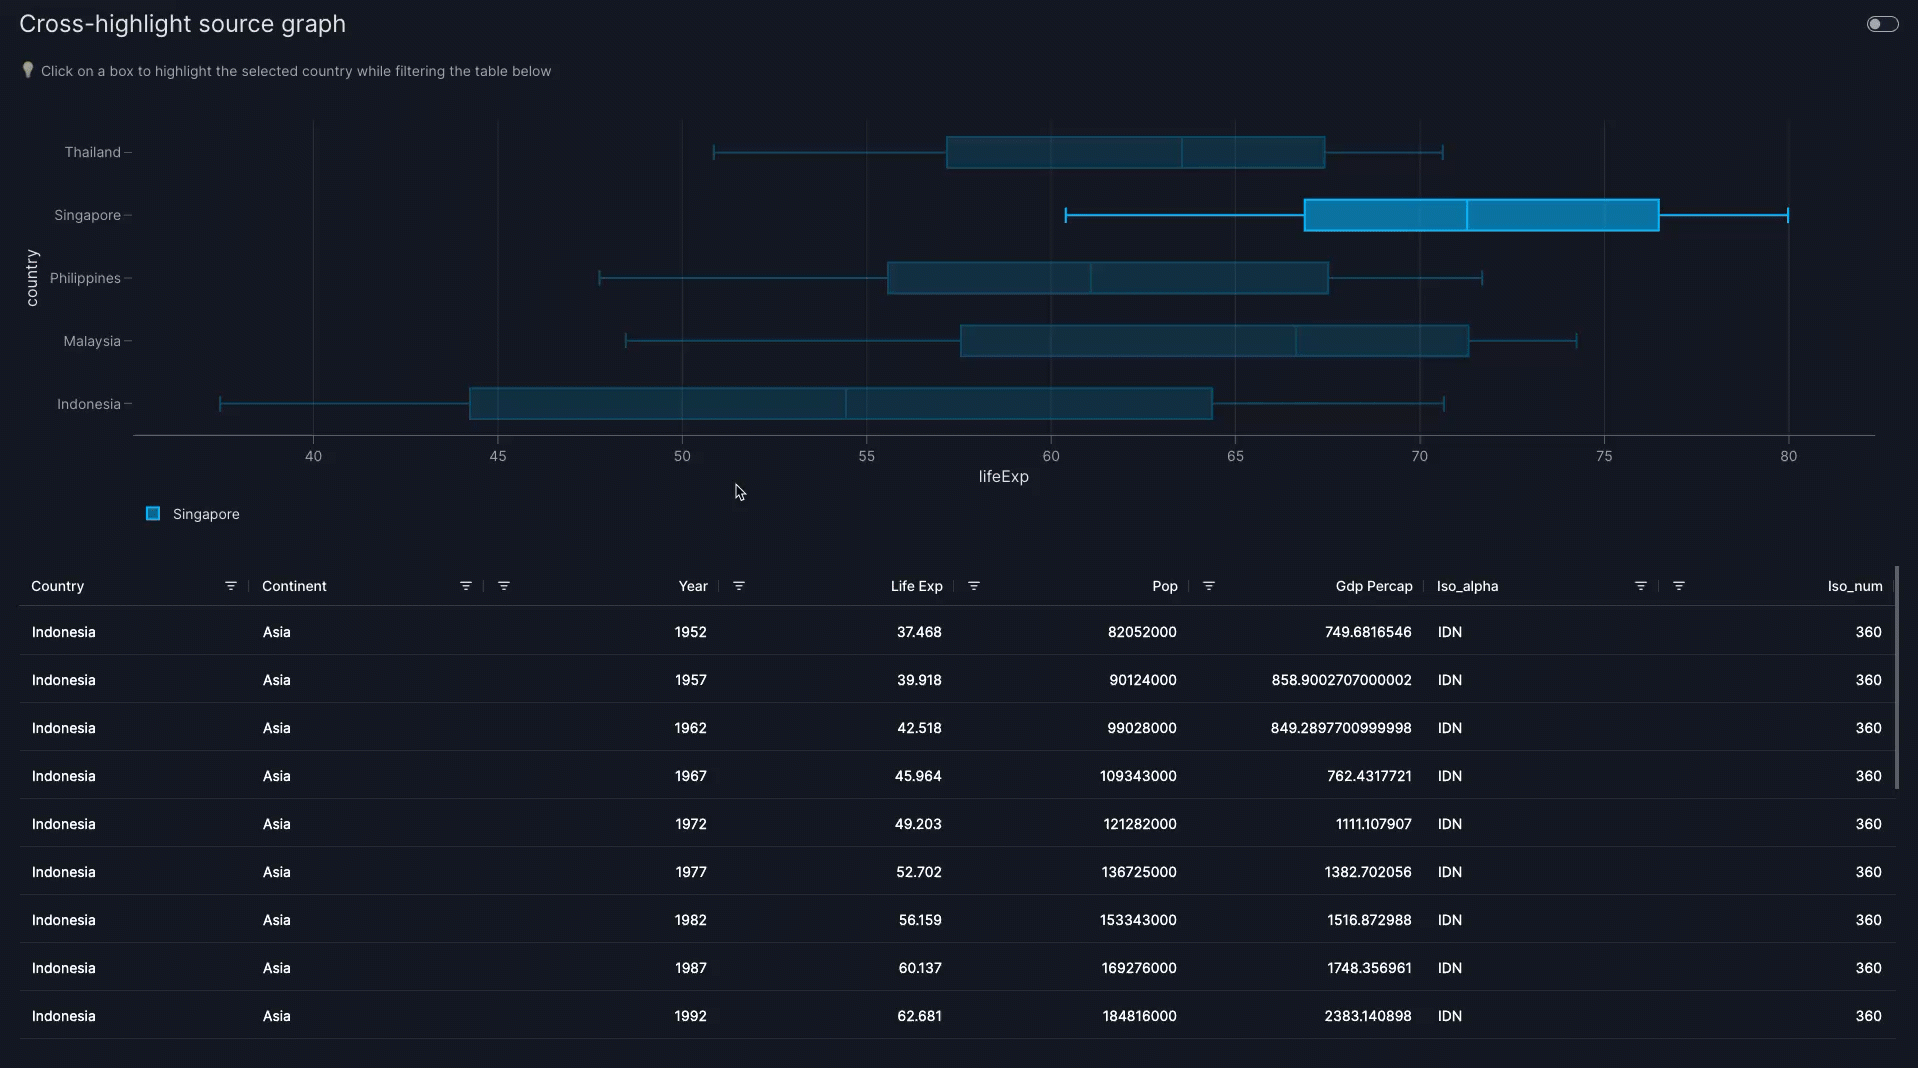 Cross-highlight source graph
Click on a box to highlight the selected country while filtering the table below
country
Thailand
Singapore
Philippines
Malaysia
Indonesia
40 45 50 55 60 65 70 75 80
lifeExp
Singapore
Country Continent Year Life Exp Pop Gdp Percap Iso_alpha Iso_num
Indonesia Asia 1952 37.468 82052000 749.6816546 IDN 360
Indonesia Asia 1957 39.918 90124000 858.9002707000002 IDN 360
Indonesia Asia 1962 42.518 99028000 849.2897700999998 IDN 360
Indonesia Asia 1967 45.964 109343000 762.4317721 IDN 360
Indonesia Asia 1972 49.203 121282000 1111.107907 IDN 360
Indonesia Asia 1977 52.702 136725000 1382.702056 IDN 360
Indonesia Asia 1982 56.159 153343000 1516.872988 IDN 360
Indonesia Asia 1987 60.137 169276000 1748.356961 IDN 360
Indonesia Asia 1992 62.681 184816000 2383.140898 IDN 360